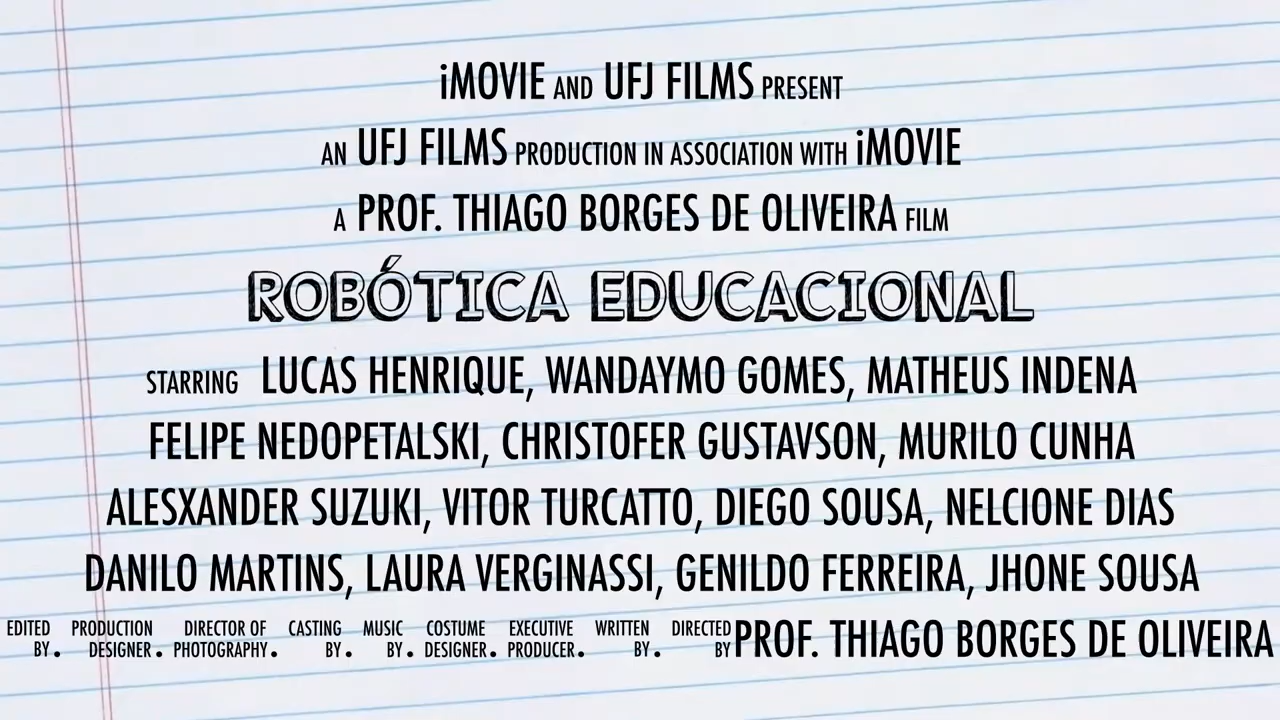 iMOVIE AND UFJ FILMS PRESENT
AN UFJ FILMS PRODUCTION IN ASSOCIATION WITH iMOVIE
A PROF. THIAGO BORGES DE OLIVEIRA FILM
ROBÓTICA EDUCACIONAL
STARRING LUCAS HENRIQUE, WANDAYMO GOMES, MATHEUS INDENA
FELIPE NEDOPETALSKI, CHRISTOFER GUSTAVSON, MURILO CUNHA
ALESXANDER SUZUKI, VITOR TURCATTO, DIEGO SOUSA, NELCIONE DIAS
DANILO MARTINS, LAURA VERGINASSI, GENILDO FERREIRA, JHONE SOUSA
EDITED BY. PRODUCTION DESIGNER. DIRECTOR OF PHOTOGRAPHY. CASTING BY. MUSIC BY. COSTUME DESIGNER. EXECUTIVE PRODUCER. WRITTEN BY. DIRECTED BY PROF. THIAGO BORGES DE OLIVEIRA